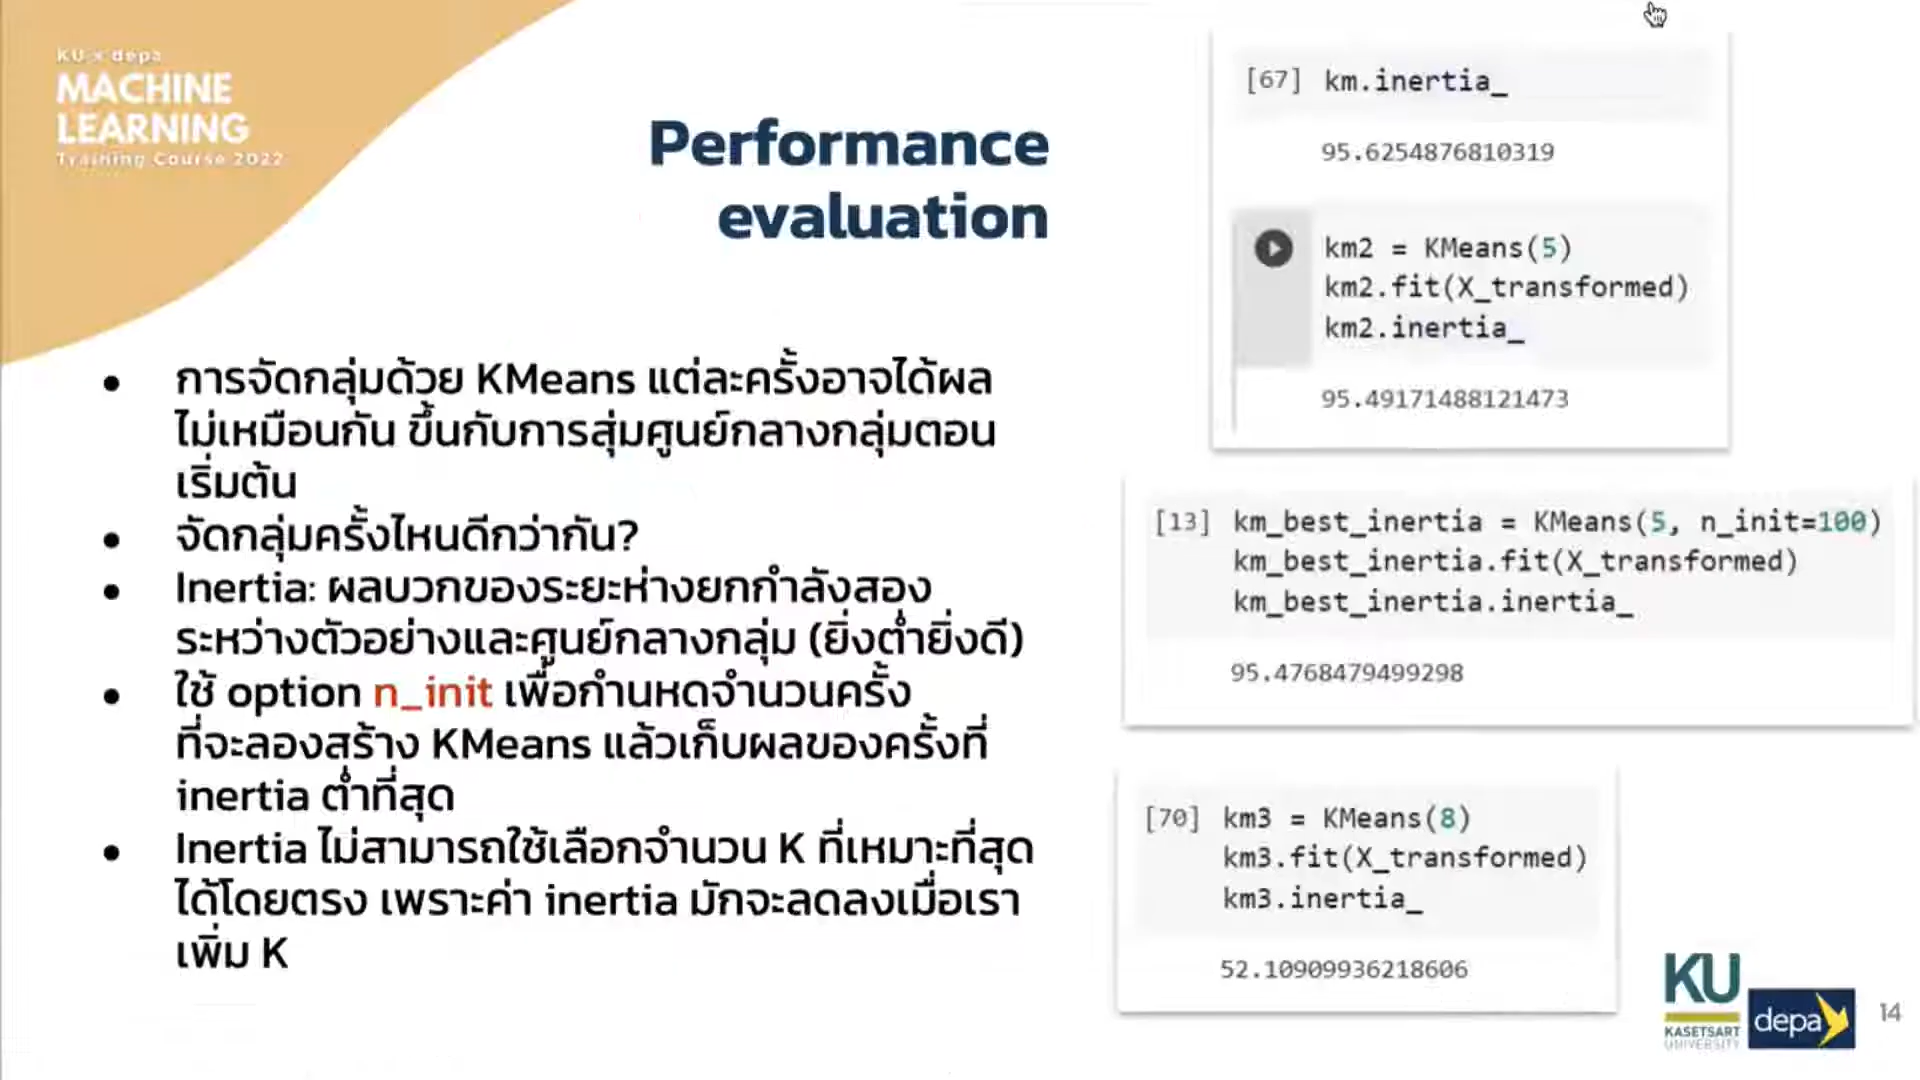 KU x depa
MACHINE
LEARNING
Training Course 2022
Performance
evaluation
การจัดกลุ่มด้วย KMeans แต่ละครั้งอาจได้ผล
ไม่เหมือนกัน ขึ้นกับการสุ่มศูนย์กลางกลุ่มตอน
เริ่มต้น
จัดกลุ่มครั้งไหนดีกว่ากัน?
Inertia: ผลบวกของระยะห่างยกกำลังสอง
ระหว่างตัวอย่างและศูนย์กลางกลุ่ม (ยิ่งต่ำยิ่งดี)
ใช้ option n_init เพื่อกำนหดจำนวนครั้ง
ที่จะลองสร้าง KMeans แล้วเก็บผลของครั้งที่
inertia ต่ำที่สุด
Inertia ไม่สามารถใช้เลือกจำนวน K ที่เหมาะที่สุด
ได้โดยตรง เพราะค่า inertia มักจะลดลงเมื่อเรา
เพิ่ม K
[67] km.inertia_
95.6254876810319
km2 = KMeans(5)
km2.fit(X_transformed)
km2.inertia_
95.49171488121473
[13] km_best_inertia = KMeans(5, n_init=100)
km_best_inertia.fit(X_transformed)
km_best_inertia.inertia_
95.4768479499298
[70] km3 = KMeans(8)
km3.fit(X_transformed)
km3.inertia_
52.10909936218606
KU
KASETSART
UNIVERSITY
depa
14